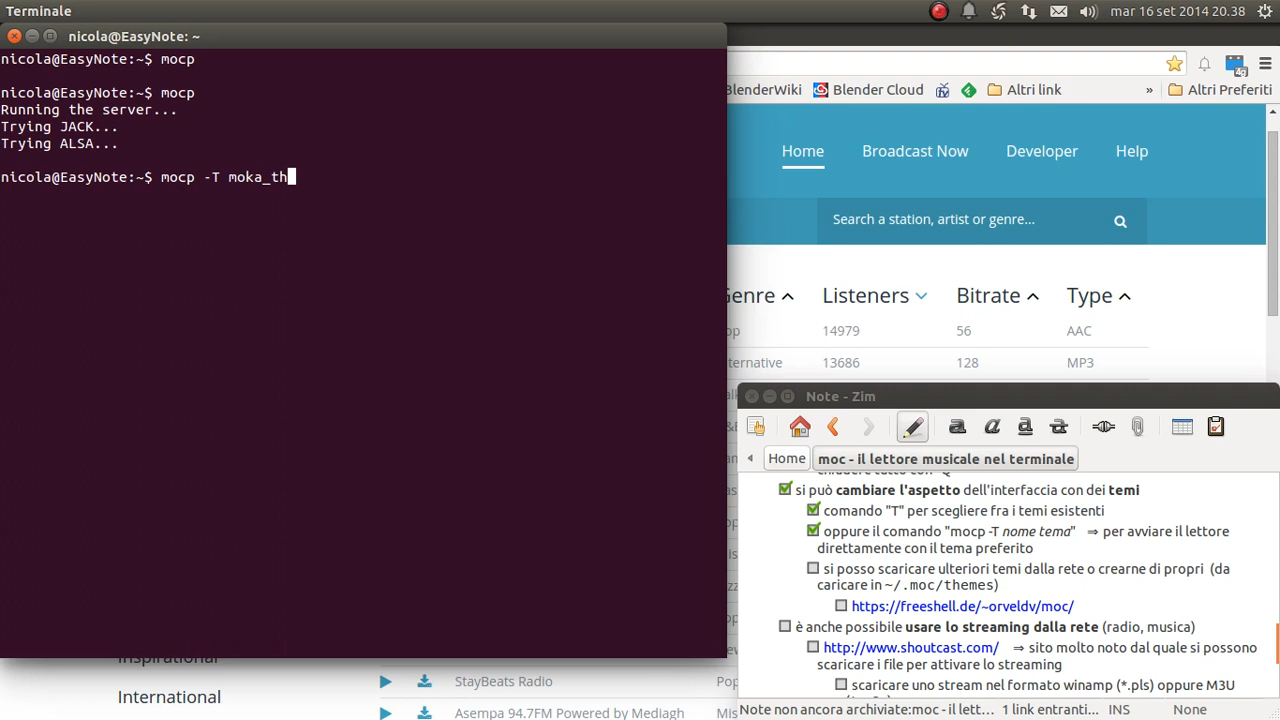 Terminale
mar 16 set 2014 20.38
nicola@EasyNote: ~
nicola@EasyNote:~$ mocp
nicola@EasyNote:~$ mocp
Running the server...
Trying JACK...
Trying ALSA...
nicola@EasyNote:~$ mocp -T moka_th
BlenderWiki
Blender Cloud
Altri link
»
Altri Preferiti
Home
Broadcast Now
Developer
Help
Search a station, artist or genre...
Genre
Listeners
Bitrate
Type
14979
56
AAC
13686
128
MP3
Note - Zim
Home
moc - il lettore musicale nel terminale
si può cambiare l'aspetto dell'interfaccia con dei temi
comando "T" per scegliere fra i temi esistenti
oppure il comando "mocp -T nome tema" ⇒ per avviare il lettore
direttamente con il tema preferito
si posso scaricare ulteriori temi dalla rete o crearne di propri (da
caricare in ~/.moc/themes)
https://freeshell.de/~orveldv/moc/
è anche possibile usare lo streaming dalla rete (radio, musica)
http://www.shoutcast.com/ ⇒ sito molto noto dal quale si possono
scaricare i file per attivare lo streaming
scaricare uno stream nel formato winamp (*.pls) oppure M3U
Note non ancora archiviate:moc - il lett...
1 link entranti...
INS
None
International
StayBeats Radio
Asempa 94.7FM Powered by Mediagh